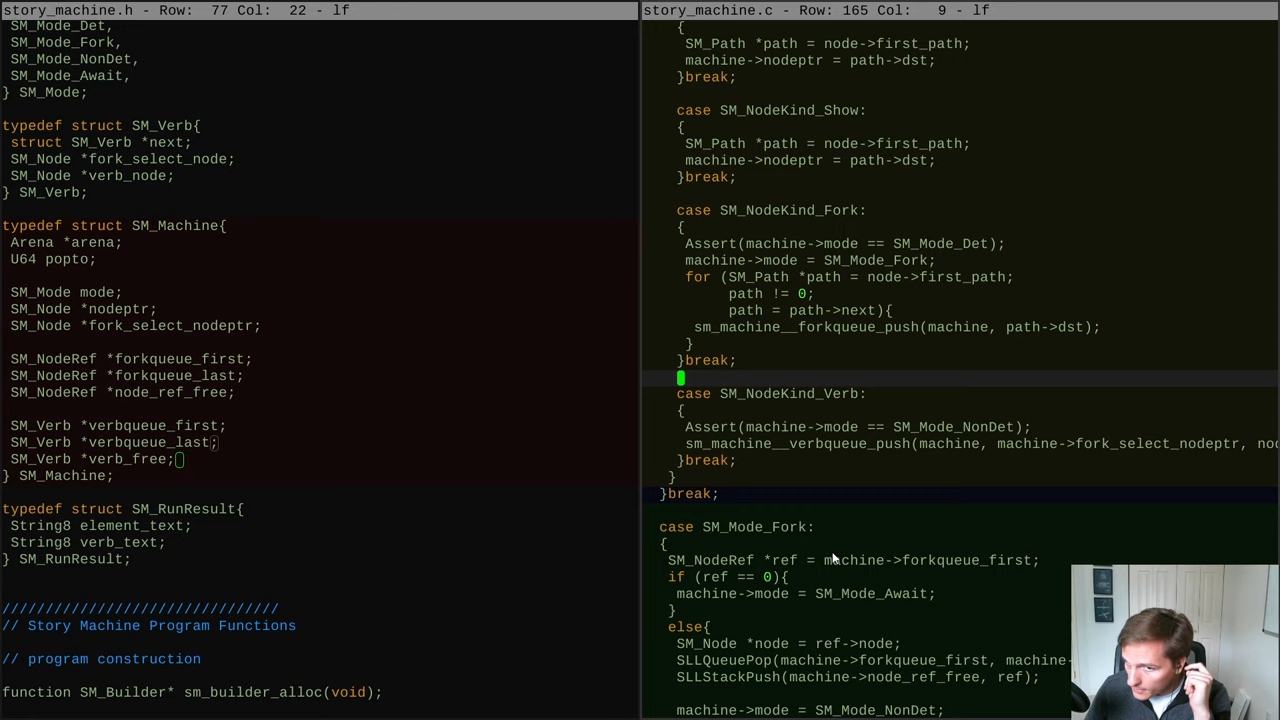 story_machine.h - Row:  77 Col:  22 - lf
SM_Mode_Det,
SM_Mode_Fork,
SM_Mode_NonDet,
SM_Mode_Await,
} SM_Mode;
typedef struct SM_Verb{
struct SM_Verb *next;
SM_Node *fork_select_node;
SM_Node *verb_node;
} SM_Verb;
typedef struct SM_Machine{
Arena *arena;
U64 popto;
SM_Mode mode;
SM_Node *nodeptr;
SM_Node *fork_select_nodeptr;
SM_NodeRef *forkqueue_first;
SM_NodeRef *forkqueue_last;
SM_NodeRef *node_ref_free;
SM_Verb *verbqueue_first;
SM_Verb *verbqueue_last;
SM_Verb *verb_free;
} SM_Machine;
typedef struct SM_RunResult{
String8 element_text;
String8 verb_text;
} SM_RunResult;
////////////////////////////////
// Story Machine Program Functions
// program construction
function SM_Builder* sm_builder_alloc(void);
story_machine.c - Row: 165 Col:   9 - lf
{
SM_Path *path = node->first_path;
machine->nodeptr = path->dst;
}break;
case SM_NodeKind_Show:
{
SM_Path *path = node->first_path;
machine->nodeptr = path->dst;
}break;
case SM_NodeKind_Fork:
{
Assert(machine->mode == SM_Mode_Det);
machine->mode = SM_Mode_Fork;
for (SM_Path *path = node->first_path;
path != 0;
path = path->next){
sm_machine__forkqueue_push(machine, path->dst);
}
}break;
case SM_NodeKind_Verb:
{
Assert(machine->mode == SM_Mode_NonDet);
sm_machine__verbqueue_push(machine, machine->fork_select_nodeptr, no
}break;
}
}break;
case SM_Mode_Fork:
{
SM_NodeRef *ref = machine->forkqueue_first;
if (ref == 0){
machine->mode = SM_Mode_Await;
}
else{
SM_Node *node = ref->node;
SLLQueuePop(machine->forkqueue_first, machine-
SLLStackPush(machine->node_ref_free, ref);
machine->mode = SM_Mode_NonDet;